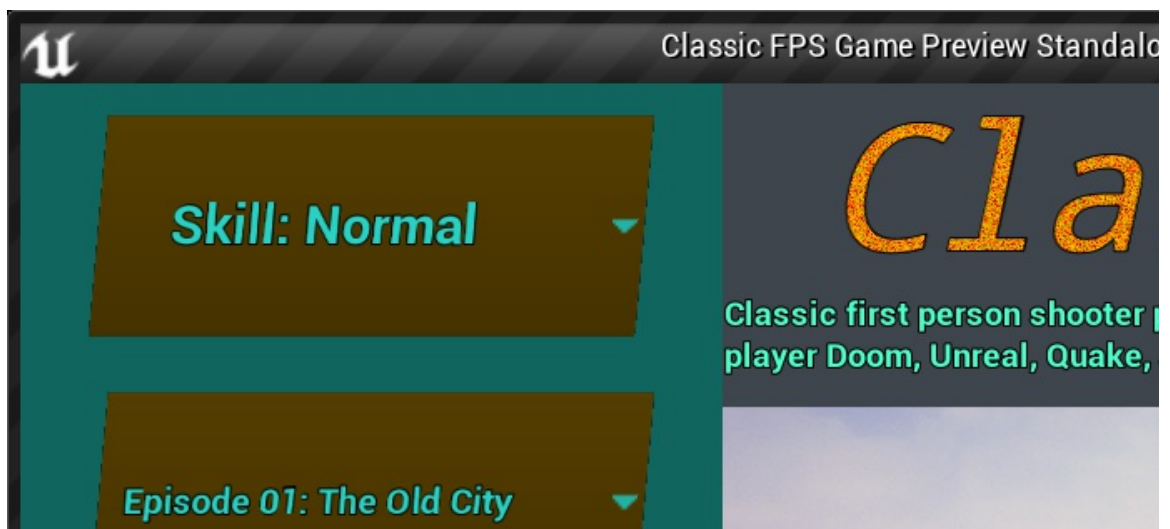 Classic FPS Game Preview Standalo
Skill: Normal
Cla
Classic first person shooter
player Doom, Unreal, Quake,
Episode 01: The Old City